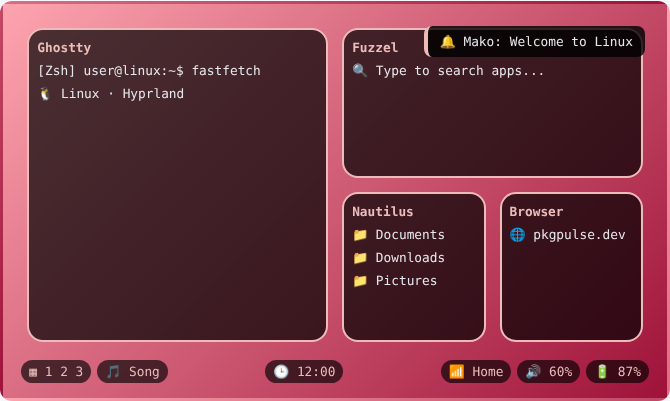 Ghostty
[Zsh] user@linux:~$ fastfetch
🐧 Linux · Hyprland
Fuzzel
🔔 Mako: Welcome to Linux
🔍 Type to search apps...
Nautilus
📁 Documents
📁 Downloads
📁 Pictures
Browser
🌐 pkgpulse.dev
▦ 1 2 3
🎵 Song
🕒 12:00
📶 Home
🔊 60%
🔋 87%